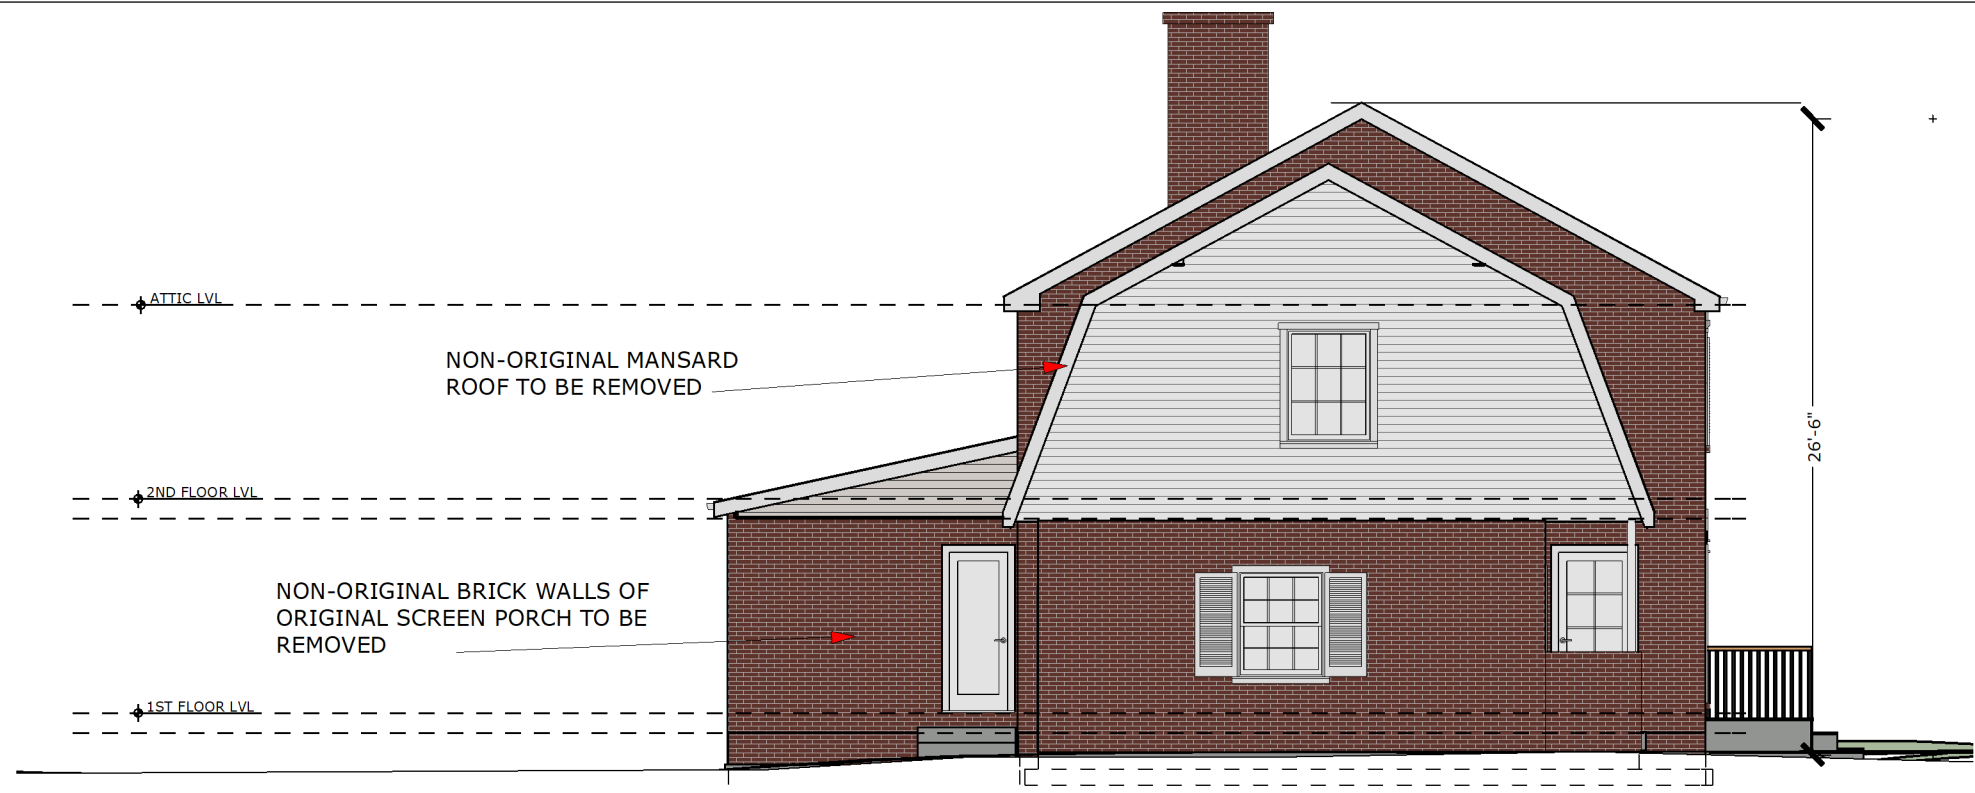 ATTIC LVL
NON-ORIGINAL MANSARD
ROOF TO BE REMOVED
26'-6"
2ND FLOOR LVL
NON-ORIGINAL BRICK WALLS OF
ORIGINAL SCREEN PORCH TO BE
REMOVED
1ST FLOOR LVL